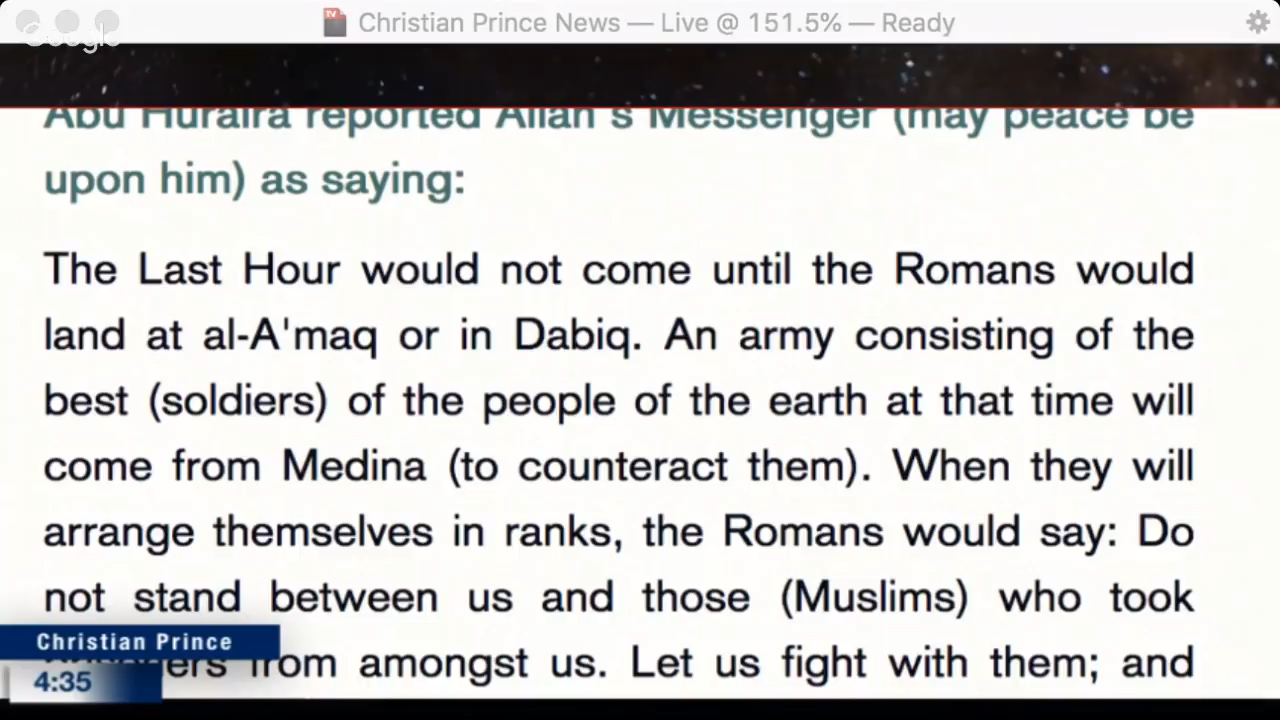 Christian Prince News — Live @ 151.5% — Ready
Google
Abu Huraira reported Allah's Messenger (may peace be
upon him) as saying:
The Last Hour would not come until the Romans would
land at al-A'maq or in Dabiq. An army consisting of the
best (soldiers) of the people of the earth at that time will
come from Medina (to counteract them). When they will
arrange themselves in ranks, the Romans would say: Do
not stand between us and those (Muslims) who took
from amongst us. Let us fight with them; and
Christian Prince
4:35